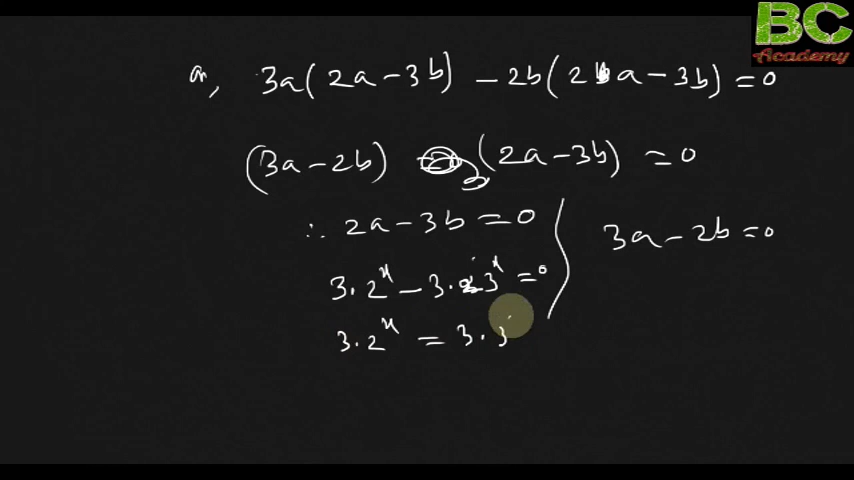 BC
Academy
or, 3a(2a-3b) -2b(2a-3b)=0
(3a-2b) (2a-3b) =0
∴ 2a-3b=0
3a-2b=0
3·2ˣ-3·3ˣ=0
3·2ˣ = 3·3